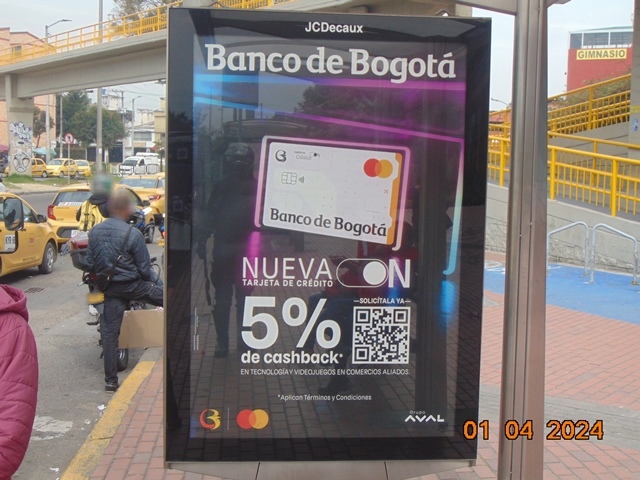 JCDecaux
Banco de Bogotá
GIMNASIO
Banco de Bogotá
NUEVA ON
TARJETA DE CRÉDITO
5%
SOLICÍTALA YA
de cashback*
EN TECNOLOGÍA Y VIDEOJUEGOS EN COMERCIOS ALIADOS.
*Aplican Términos y Condiciones
Grupo
AVAL
01 04 2024